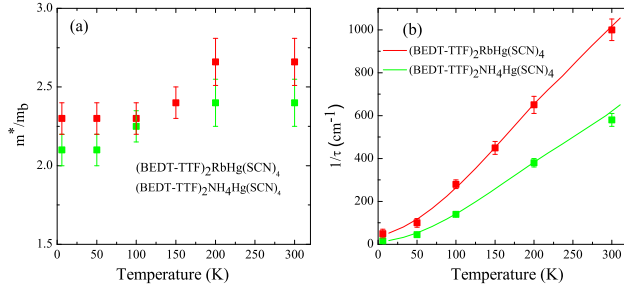 (a)
3.0
2.5
2.0
1.5
m*/mb
(BEDT-TTF)2RbHg(SCN)4
(BEDT-TTF)2NH4Hg(SCN)4
0 50 100 150 200 250 300
Temperature (K)
(b)
1000
800
600
400
200
0
1/τ (cm-1)
(BEDT-TTF)2RbHg(SCN)4
(BEDT-TTF)2NH4Hg(SCN)4
0 50 100 150 200 250 300
Temperature (K)